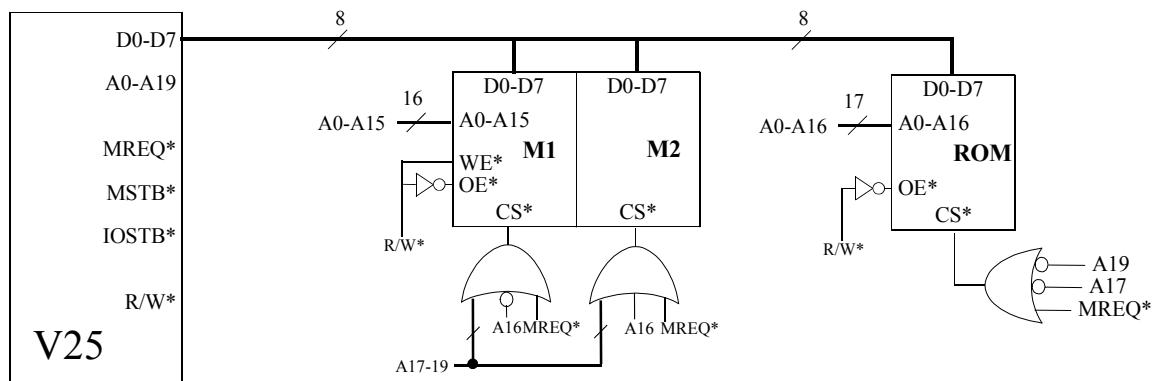 8
8
D0-D7
A0-A19
MREQ*
MSTB*
IOSTB*
R/W*
V25
D0-D7
D0-D7
16
A0-A15
A0-A15
M1
M2
WE*
OE*
CS*
CS*
R/W*
A16
MREQ*
A16
MREQ*
A17-19
D0-D7
17
A0-A16
A0-A16
ROM
OE*
CS*
R/W*
A19
A17
MREQ*